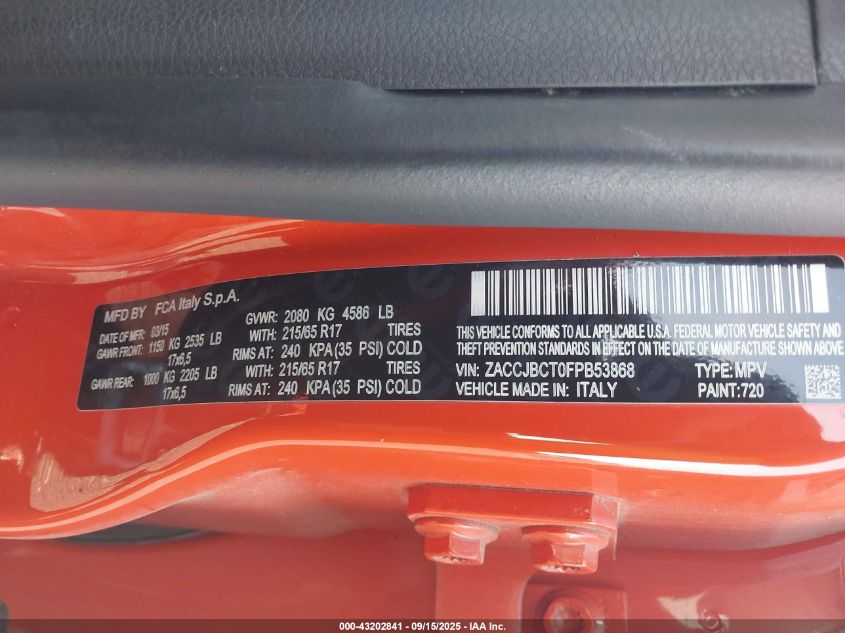 MFD BY FCA Italy S.p.A.
DATE OF MFR: 03/15
GAWR FRONT: 1150 KG 2535 LB
17x6,5
GAWR REAR: 1000 KG 2205 LB
17x6,5
GVWR: 2080 KG 4586 LB
WITH: 215/65 R17 TIRES
RIMS AT: 240 KPA(35 PSI) COLD
WITH: 215/65 R17 TIRES
RIMS AT: 240 KPA(35 PSI) COLD
THIS VEHICLE CONFORMS TO ALL APPLICABLE U.S.A. FEDERAL MOTOR VEHICLE SAFETY AND
THEFT PREVENTION STANDARDS IN EFFECT ON THE DATE OF MANUFACTURE SHOWN ABOVE.
VIN: ZACCJBCT0FPB53868 TYPE: MPV
VEHICLE MADE IN: ITALY PAINT:720
000-43202841 - 09/15/2025 - IAA Inc.